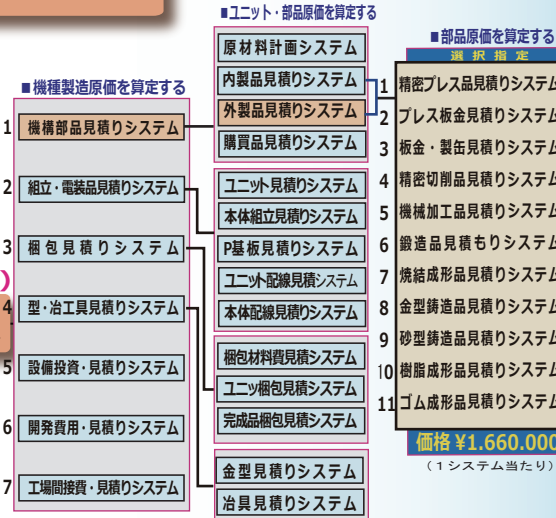 ■ユニット・部品原価を算定する
原材料計画システム
内製品見積りシステム
外製品見積りシステム
購買品見積りシステム
ユニット見積りシステム
本体組立見積りシステム
P基板見積りシステム
ユニット配線見積システム
本体配線見積りシステム
梱包材料費見積システム
ユニッ梱包見積システム
完成品梱包見積システム
金型見積りシステム
冶具見積りシステム
■機種製造原価を算定する
1 機構部品見積りシステム
2 組立・電装品見積りシステム
3 梱包見積りシステム
)
4 型・冶工具見積りシステム
5 設備投資・見積りシステム
6 開発費用・見積りシステム
7 工場間接費・見積りシステム
■部品原価を算定する
選択指定
1 精密プレス品見積りシステム
2 プレス板金見積りシステム
3 板金・製缶見積りシステム
4 精密切削品見積りシステム
5 機械加工品見積りシステム
6 鍛造品見積もりシステム
7 焼結成形品見積りシステム
8 金型鋳造品見積りシステム
9 砂型鋳造品見積りシステム
10 樹脂成形品見積りシステム
11 ゴム成形品見積りシステム
価格 ¥1.660.000
（1システム当たり）